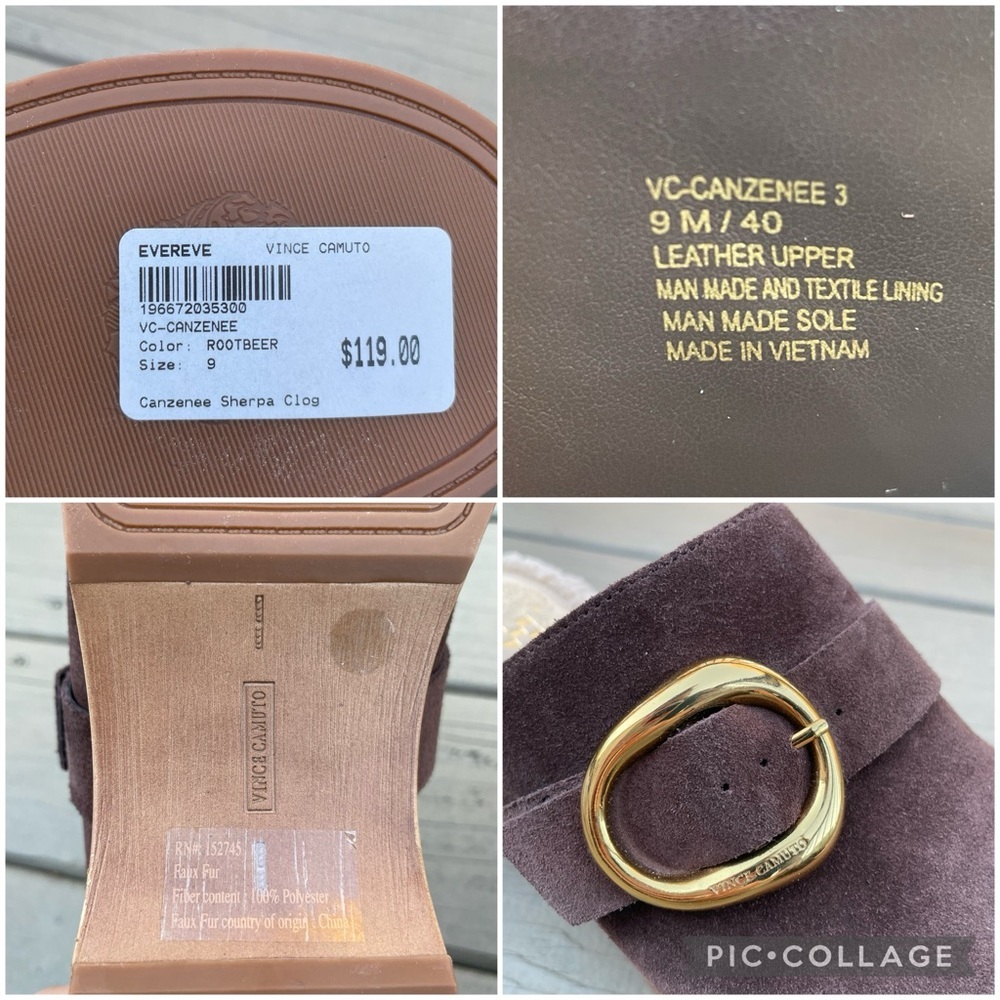 EVEREVE VINCE CAMUTO
196672035300
VC-CANZENEE
Color: ROOTBEER
Size: 9
$119.00
Canzenee Sherpa Clog
VC-CANZENEE 3
9 M / 40
LEATHER UPPER
MAN MADE AND TEXTILE LINING
MAN MADE SOLE
MADE IN VIETNAM
VINCE CAMUTO
RN#: 152745
Faux Fur
Fiber content : 100% Polyester
Faux Fur country of origin : China
VINCE CAMUTO
PIC•COLLAGE